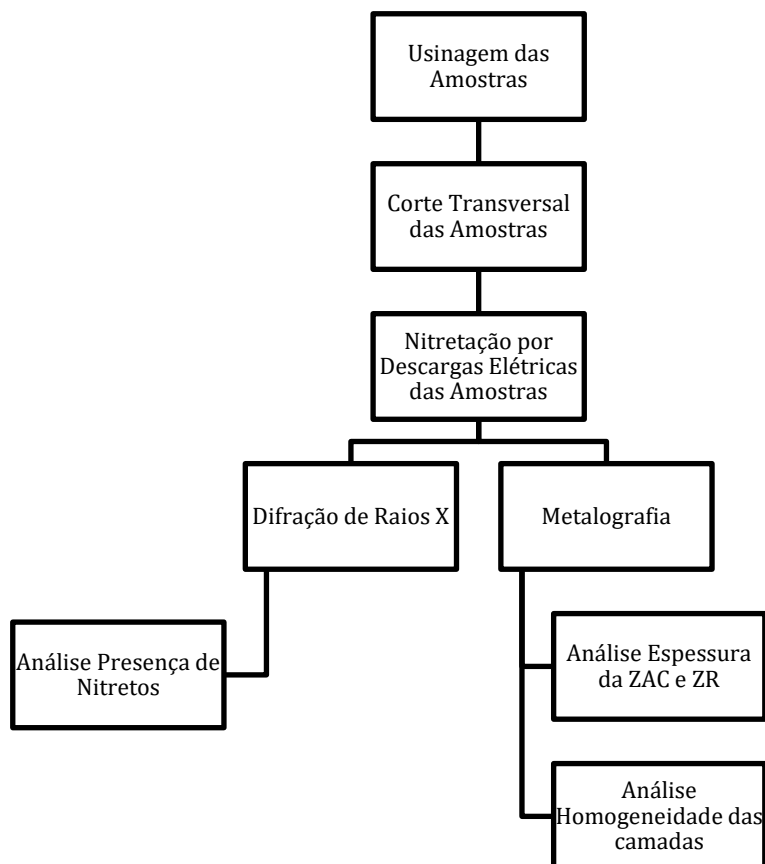 Usinagem das
Amostras
Corte Transversal
das Amostras
Nitretação por
Descargas Elétricas
das Amostras
Difração de Raios X
Metalografia
Análise Presença de
Nitretos
Análise Espessura
da ZAC e ZR
Análise
Homogeneidade das
camadas